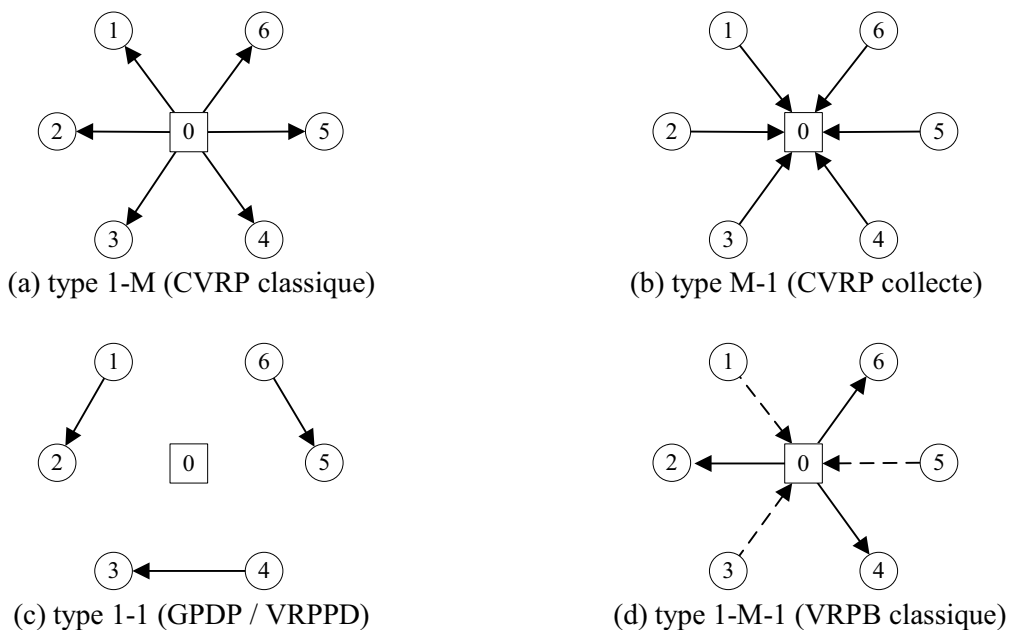 1 6 1 6
2 0 5 2 0 5
3 4 3 4
(a) type 1-M (CVRP classique) (b) type M-1 (CVRP collecte)
1 6 1 6
2 0 5 2 0 5
3 4 3 4
(c) type 1-1 (GPDP / VRPPD) (d) type 1-M-1 (VRPB classique)